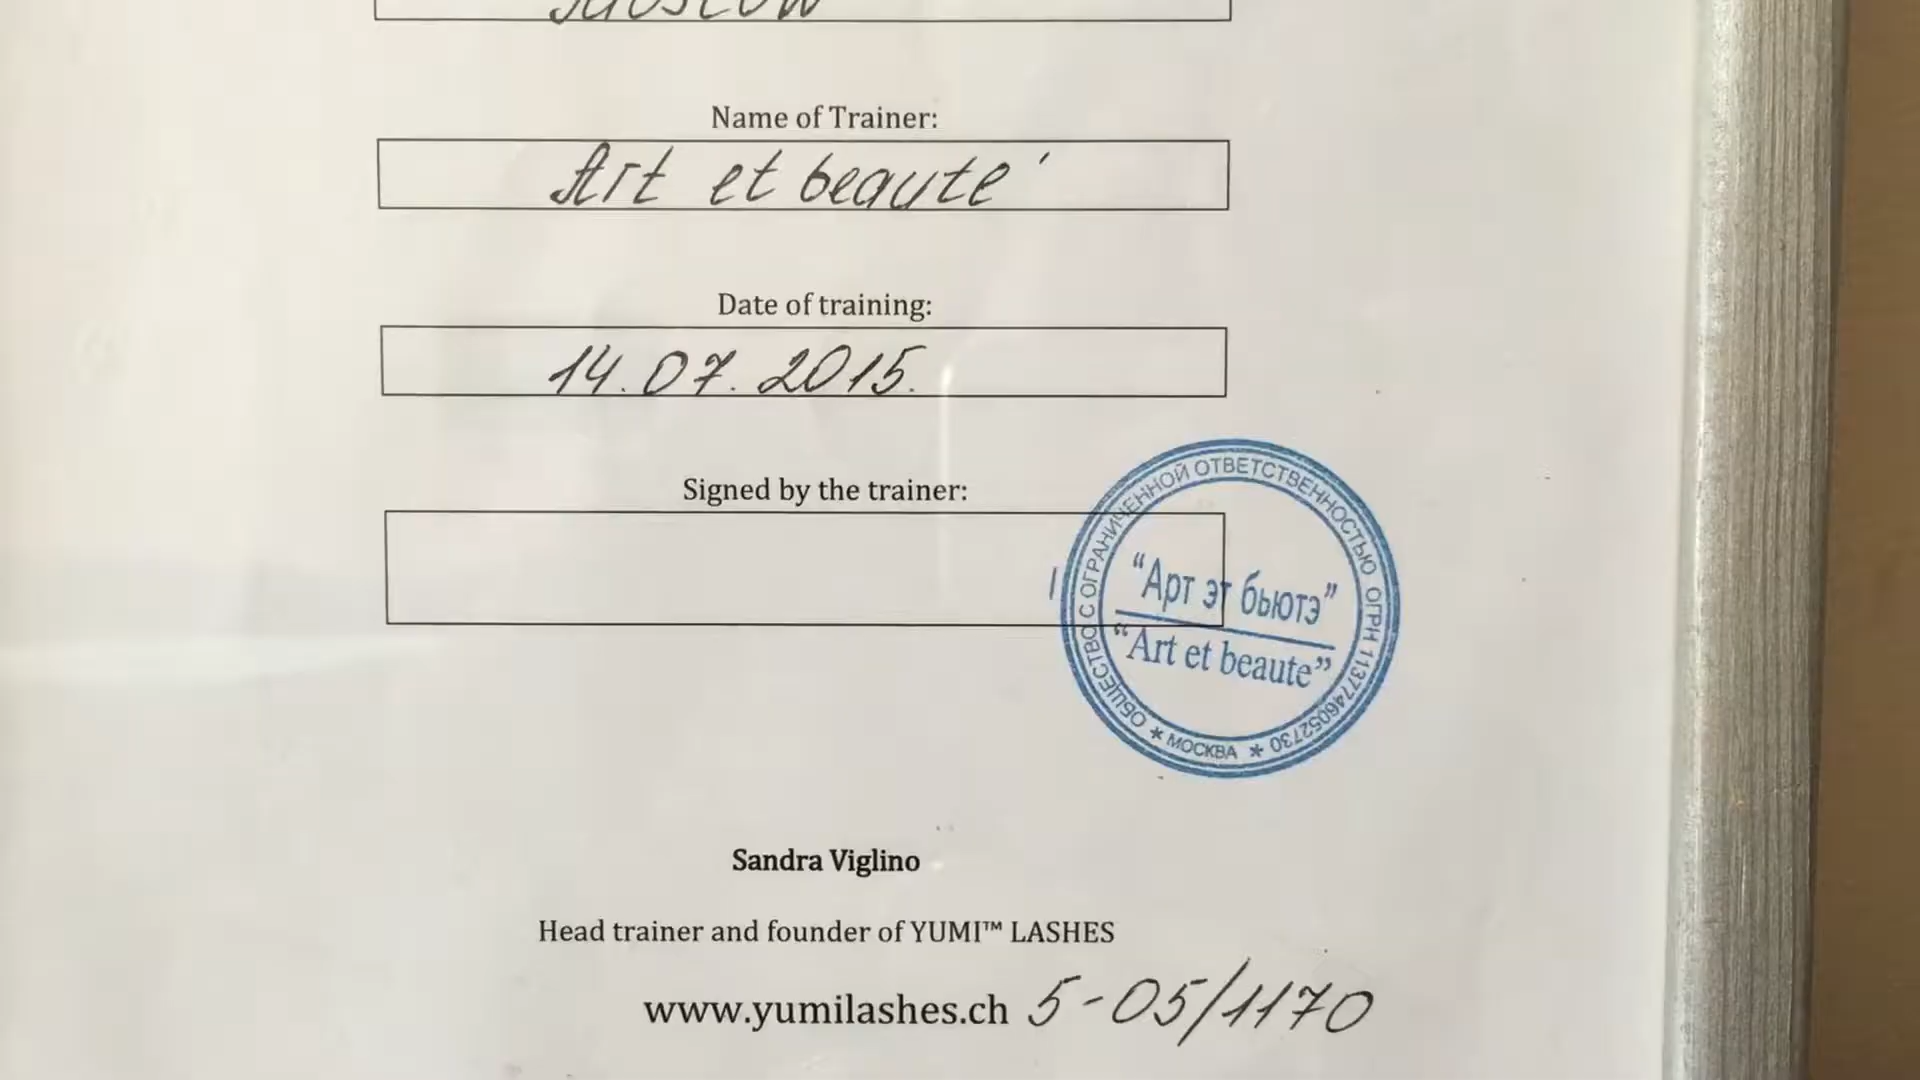 Moscow
Name of Trainer:
Art et beauté
Date of training:
14.07.2015.
Signed by the trainer:
ОБЩЕСТВО С ОГРАНИЧЕННОЙ ОТВЕТСТВЕННОСТЬЮ ОГРН 1137746052730 * МОСКВА *
“Арт эт бьютэ”
“Art et beaute”
Sandra Viglino
Head trainer and founder of YUMI™ LASHES
www.yumilashes.ch 5-05/1170